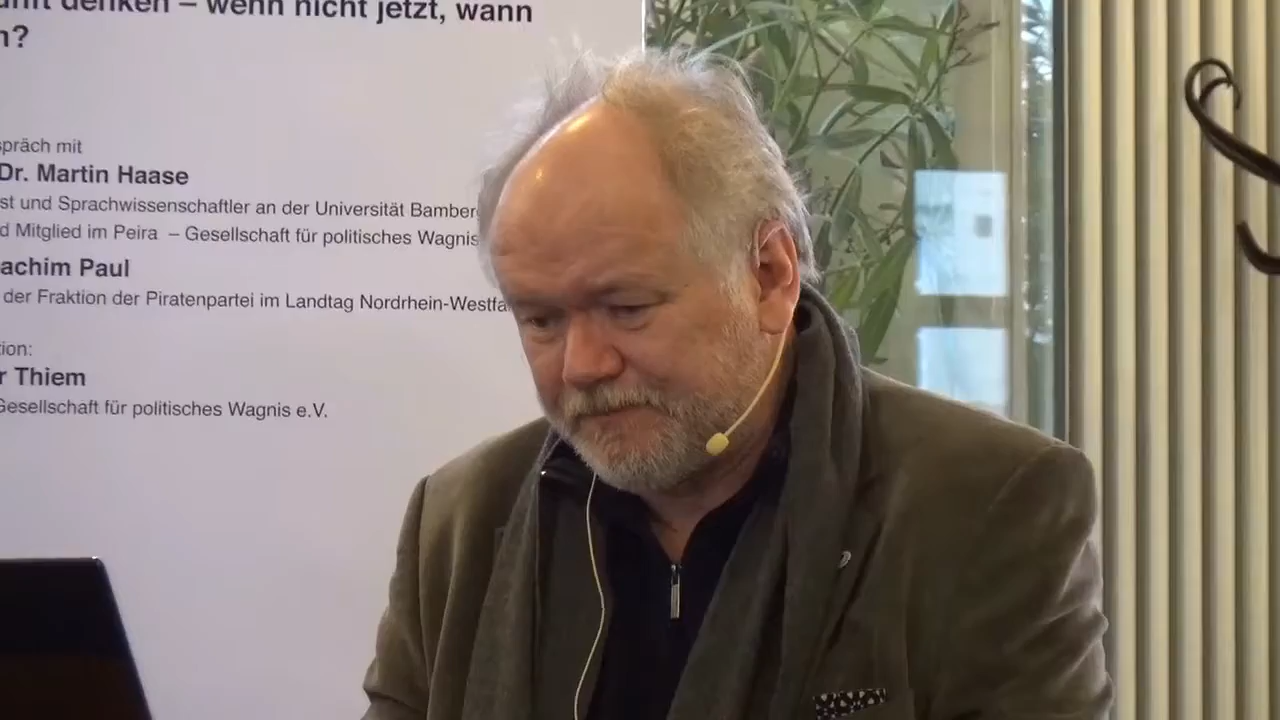 denken – wenn nicht jetzt, wann
?
spräch mit
Dr. Martin Haase
st und Sprachwissenschaftler an der Universität Bamberg
d Mitglied im Peira – Gesellschaft für politisches Wagnis
achim Paul
der Fraktion der Piratenpartei im Landtag Nordrhein-Westfa
tion:
r Thiem
Gesellschaft für politisches Wagnis e.V.